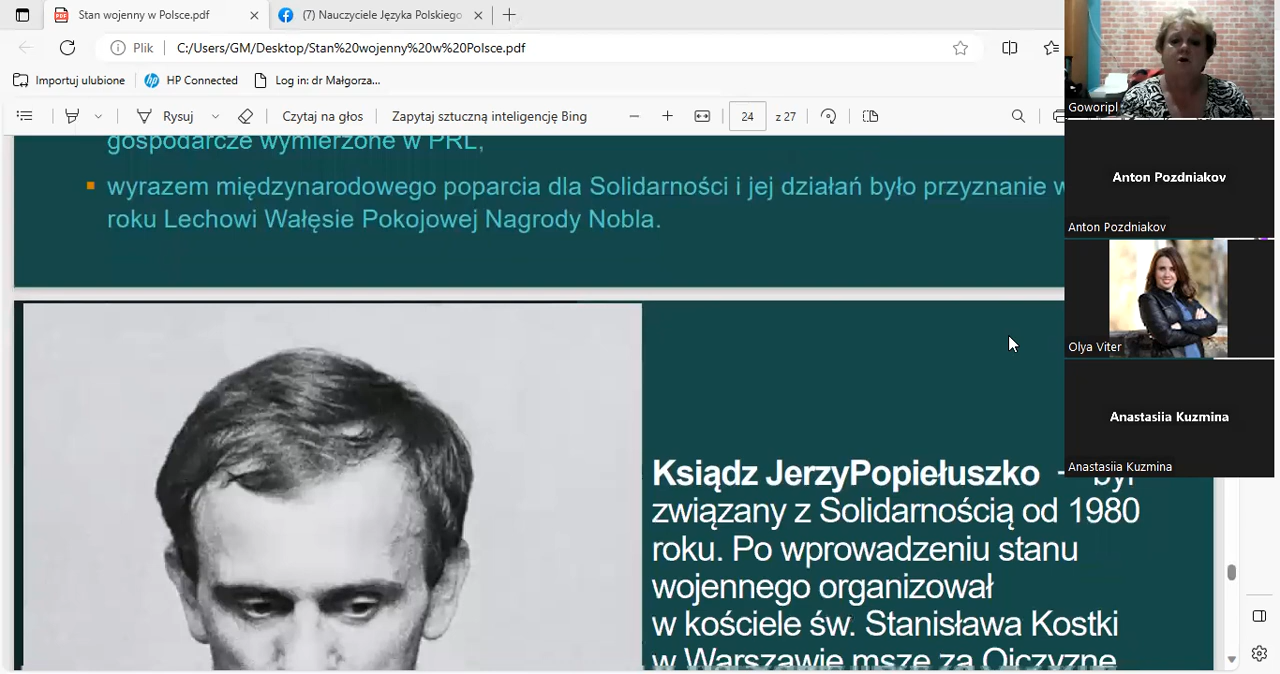 Stan wojenny w Polsce.pdf
(7) Nauczyciele Języka Polskiego
Plik
C:/Users/GM/Desktop/Stan%20wojenny%20w%20Polsce.pdf
Importuj ulubione
HP Connected
Log in: dr Małgorza...
Rysuj
Czytaj na głos
Zapytaj sztuczną inteligencję Bing
24
z 27
gospodarcze wymierzone w PRL,
wyrazem międzynarodowego poparcia dla Solidarności i jej działań było przyznanie w
roku Lechowi Wałęsie Pokojowej Nagrody Nobla.
Ksiądz JerzyPopiełuszko - był
związany z Solidarnością od 1980
roku. Po wprowadzeniu stanu
wojennego organizował
w kościele św. Stanisława Kostki
w Warszawie msze za Ojczyznę
Goworipl
Anton Pozdniakov
Anton Pozdniakov
Olya Viter
Anastasiia Kuzmina
Anastasiia Kuzmina